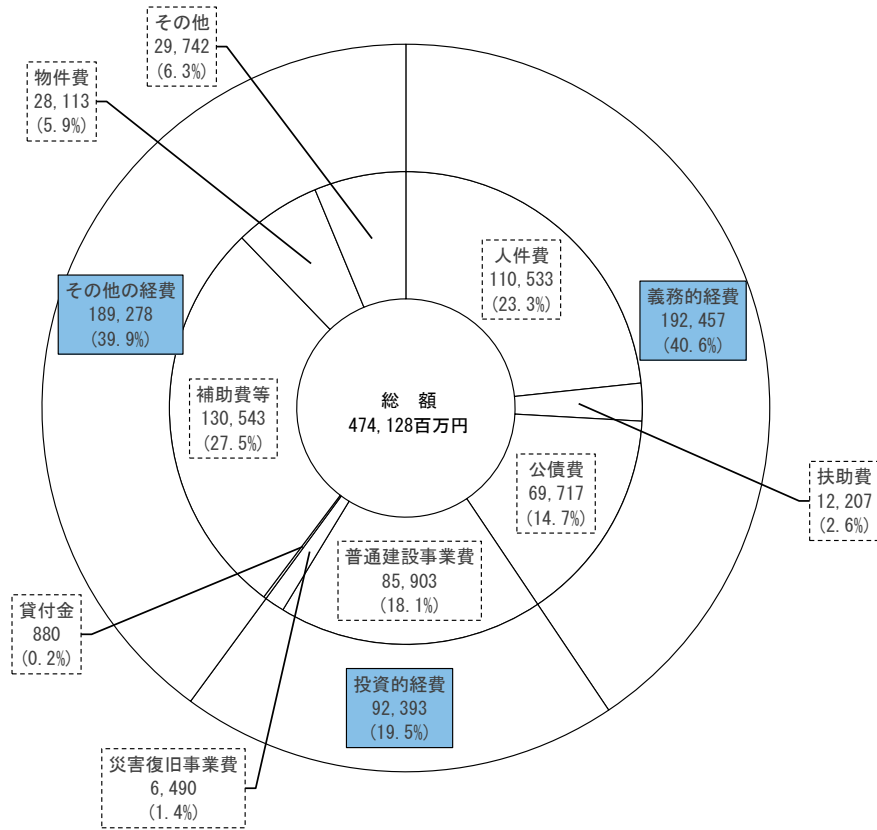 その他
29,742
(6.3%)
物件費
28,113
(5.9%)
人件費
110,533
(23.3%)
その他の経費
189,278
(39.9%)
義務的経費
192,457
(40.6%)
補助費等
130,543
(27.5%)
総　額
474,128百万円
公債費
69,717
(14.7%)
扶助費
12,207
(2.6%)
普通建設事業費
85,903
(18.1%)
貸付金
880
(0.2%)
投資的経費
92,393
(19.5%)
災害復旧事業費
6,490
(1.4%)